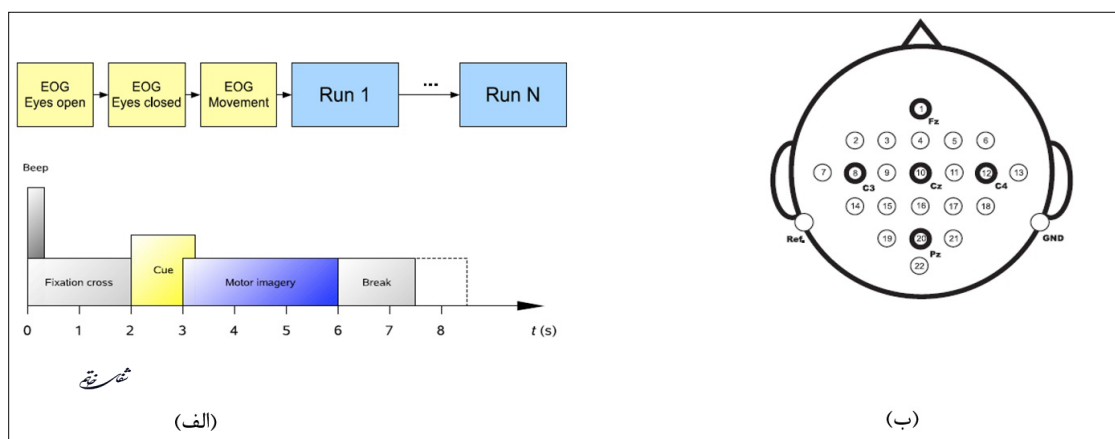 EOG
Eyes open
EOG
Eyes closed
EOG
Movement
Run 1
...
Run N
Beep
Fixation cross
Cue
Motor imagery
Break
0 1 2 3 4 5 6 7 8 t (s)
شفای خاتم
(الف)
1
Fz
2 3 4 5 6
7 8 9 10 11 12 13
C3 Cz C4
14 15 16 17 18
Ref. GND
19 20 21
Pz
22
(ب)